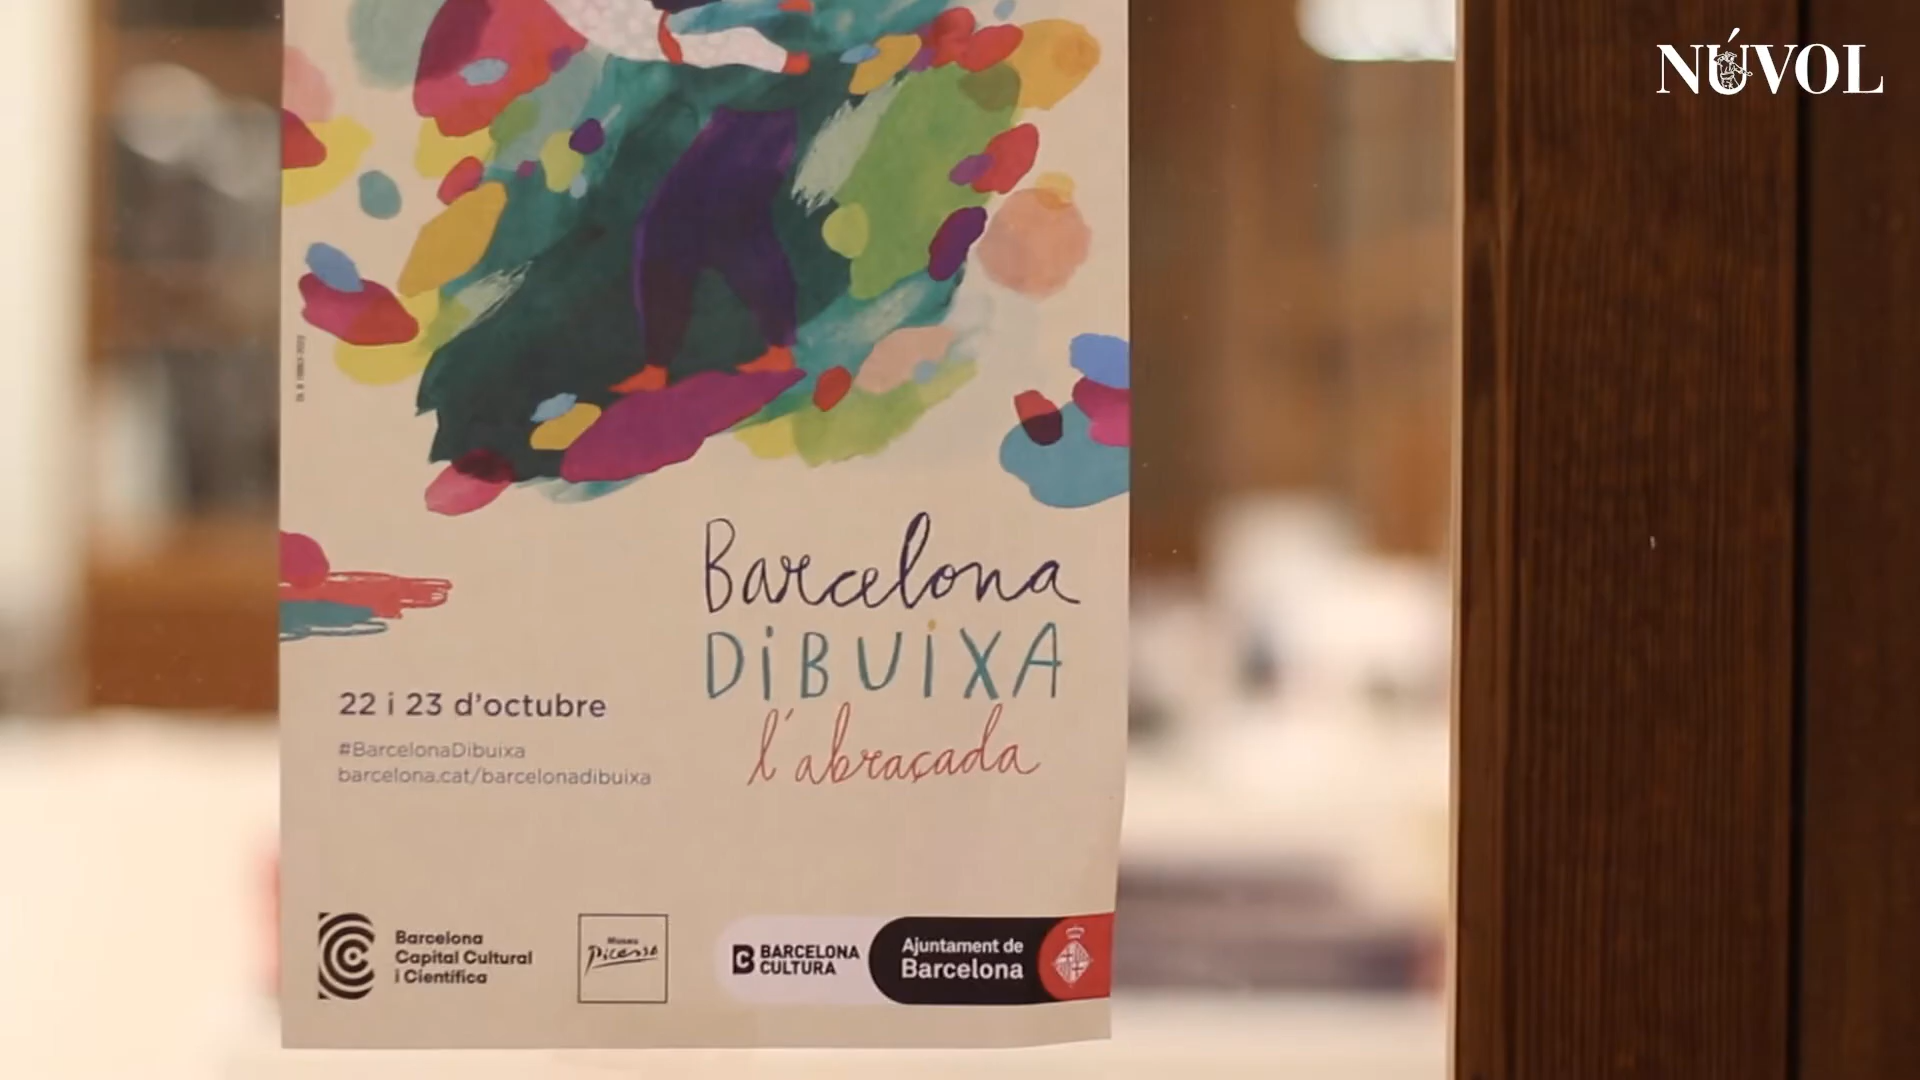 NÚVOL
Barcelona
DiBUiXA
l'abraçada
22 i 23 d'octubre
#BarcelonaDibuixa
barcelona.cat/barcelonadibuixa
Barcelona
Capital Cultural
i Científica
Museu
Picasso
BARCELONA
CULTURA
Ajuntament de
Barcelona